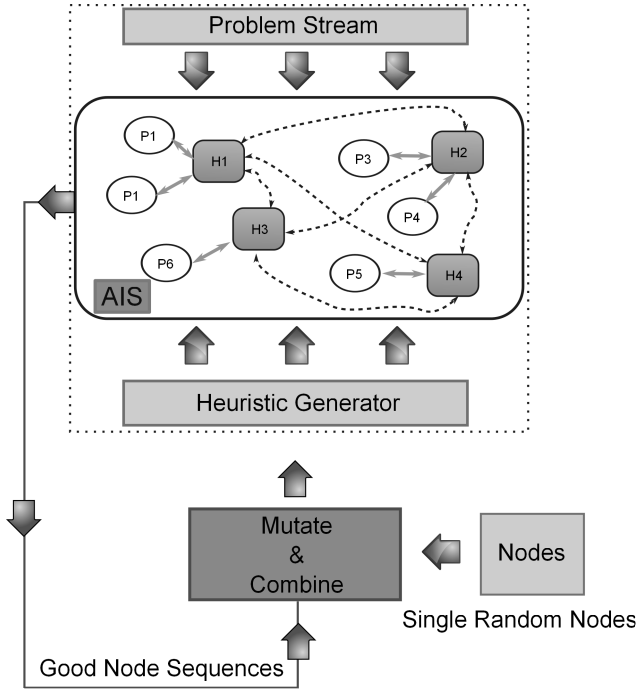 Problem Stream
P1
H1
H2
P3
P1
P4
H3
P6
P5
H4
AIS
Heuristic Generator
Mutate
&
Combine
Nodes
Single Random Nodes
Good Node Sequences